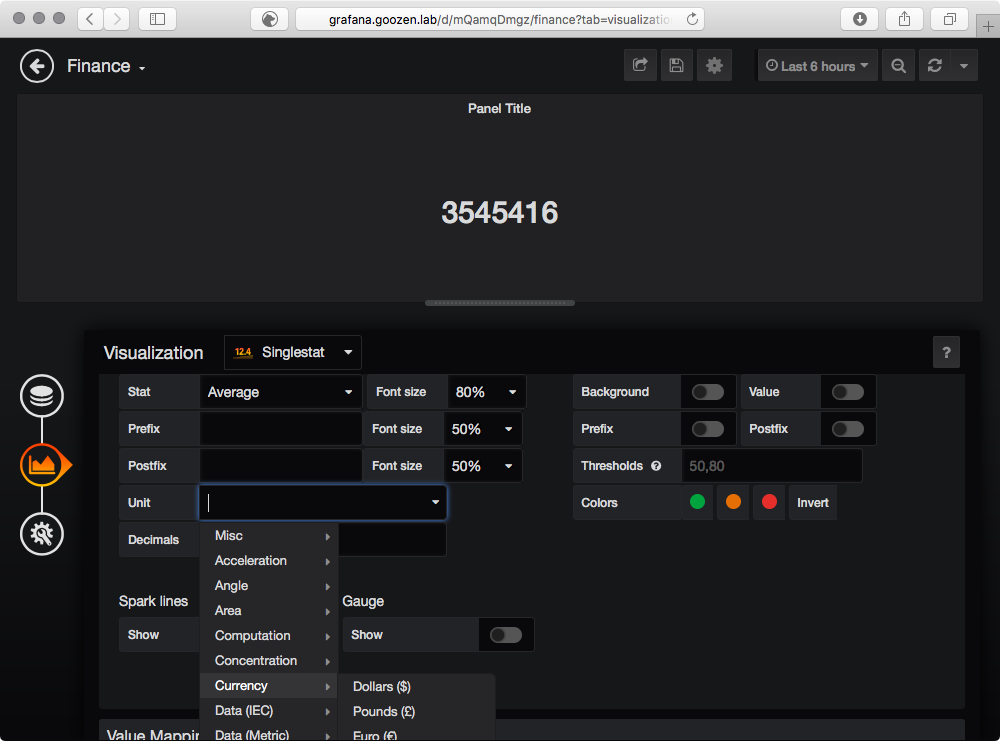 grafana.goozen.lab/d/mQamqDmgz/finance?tab=visualizatio
Finance
Last 6 hours
Panel Title
3545416
Visualization 12.4 Singlestat ?
Stat Average Font size 80% Background Value
Prefix Font size 50% Prefix Postfix
Postfix Font size 50% Thresholds ? 50,80
Unit Colors Invert
Decimals
Misc
Acceleration
Angle
Area
Computation
Concentration
Currency
Data (IEC)
Data (Metric)
Dollars ($)
Pounds (£)
Euro (€)
Spark lines Gauge
Show Show
Value Mappin